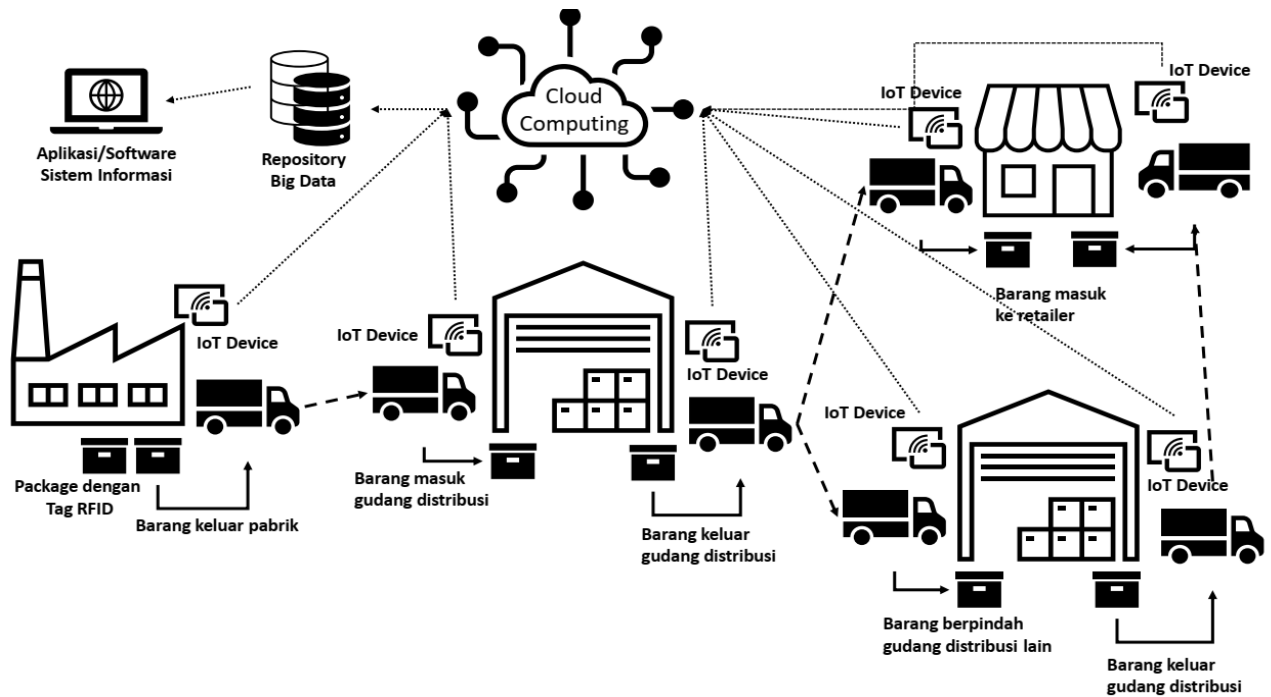 Cloud
Computing
Aplikasi/Software
Sistem Informasi
Repository
Big Data
IoT Device
IoT Device
IoT Device
IoT Device
IoT Device
Barang masuk
ke retailer
Package dengan
Tag RFID
Barang keluar pabrik
Barang masuk
gudang distribusi
Barang keluar
gudang distribusi
IoT Device
IoT Device
Barang berpindah
gudang distribusi lain
Barang keluar
gudang distribusi